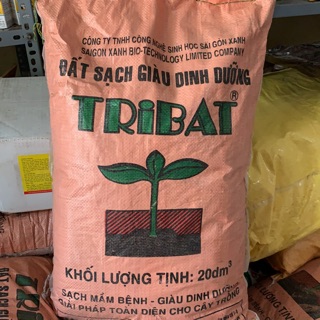 CÔNG TY TNHH CÔNG NGHỆ SINH HỌC SÀI GÒN XANH
SAIGON XANH BIO-TECHNOLOGY LIMITED COMPANY
ĐẤT SẠCH GIÀU DINH DƯỠNG
TRiBAT®
KHỐI LƯỢNG TỊNH: 20dm³
SẠCH MẦM BỆNH - GIÀU DINH DƯỠNG
GIẢI PHÁP TOÀN DIỆN CHO CÂY TRỒNG